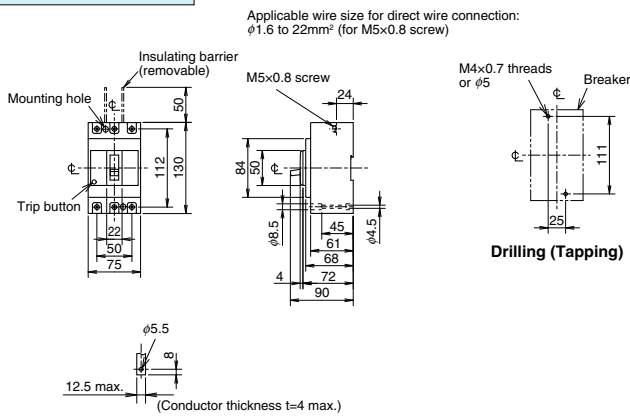 Applicable wire size for direct wire connection:
ϕ1.6 to 22mm² (for M5×0.8 screw)
Insulating barrier
(removable)
Mounting hole
Trip button
℄
℄
50
112
130
22
50
75
M5×0.8 screw
24
84
50
℄
ϕ8.5
ϕ4.5
45
61
68
4
72
90
M4×0.7 threads
or ϕ5
Breaker
℄
℄
111
25
Drilling (Tapping)
ϕ5.5
8
12.5 max.
(Conductor thickness t=4 max.)